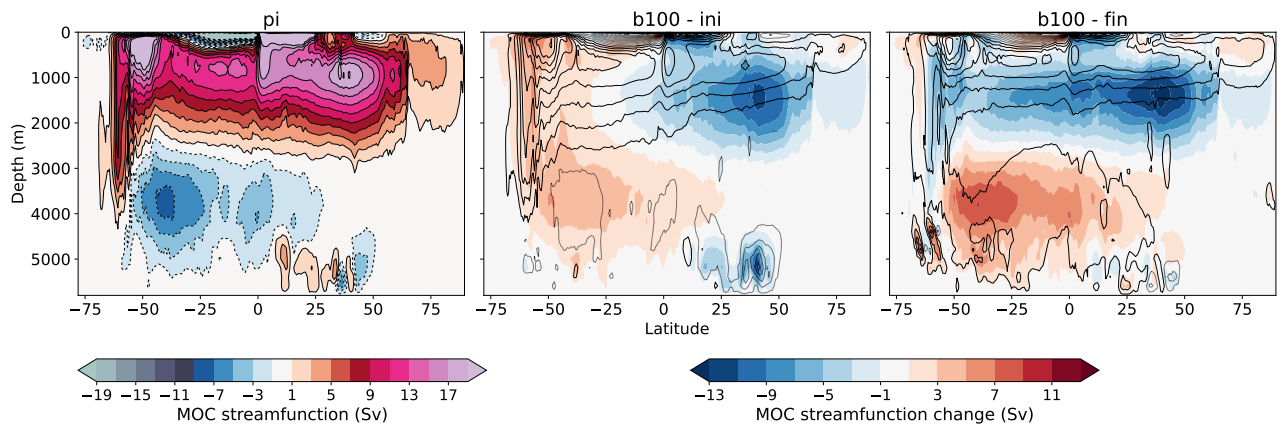 pi
b100 - ini
b100 - fin
Depth (m)
0
1000
2000
3000
4000
5000
−75 −50 −25 0 25 50 75
−75 −50 −25 0 25 50 75
−75 −50 −25 0 25 50 75
Latitude
−19 −15 −11 −7 −3 1 5 9 13 17
MOC streamfunction (Sv)
−13 −9 −5 −1 3 7 11
MOC streamfunction change (Sv)